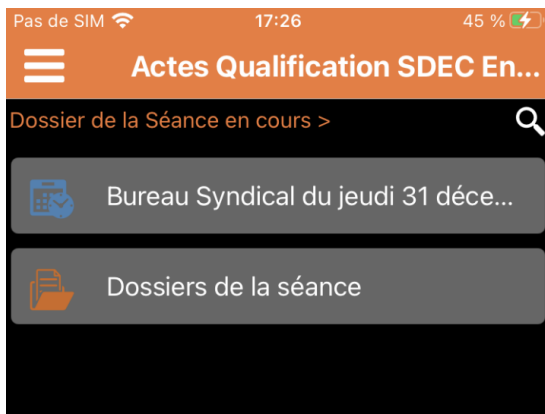 Pas de SIM 17:26 45 %
Actes Qualification SDEC En...
Dossier de la Séance en cours >
Bureau Syndical du jeudi 31 déce...
Dossiers de la séance